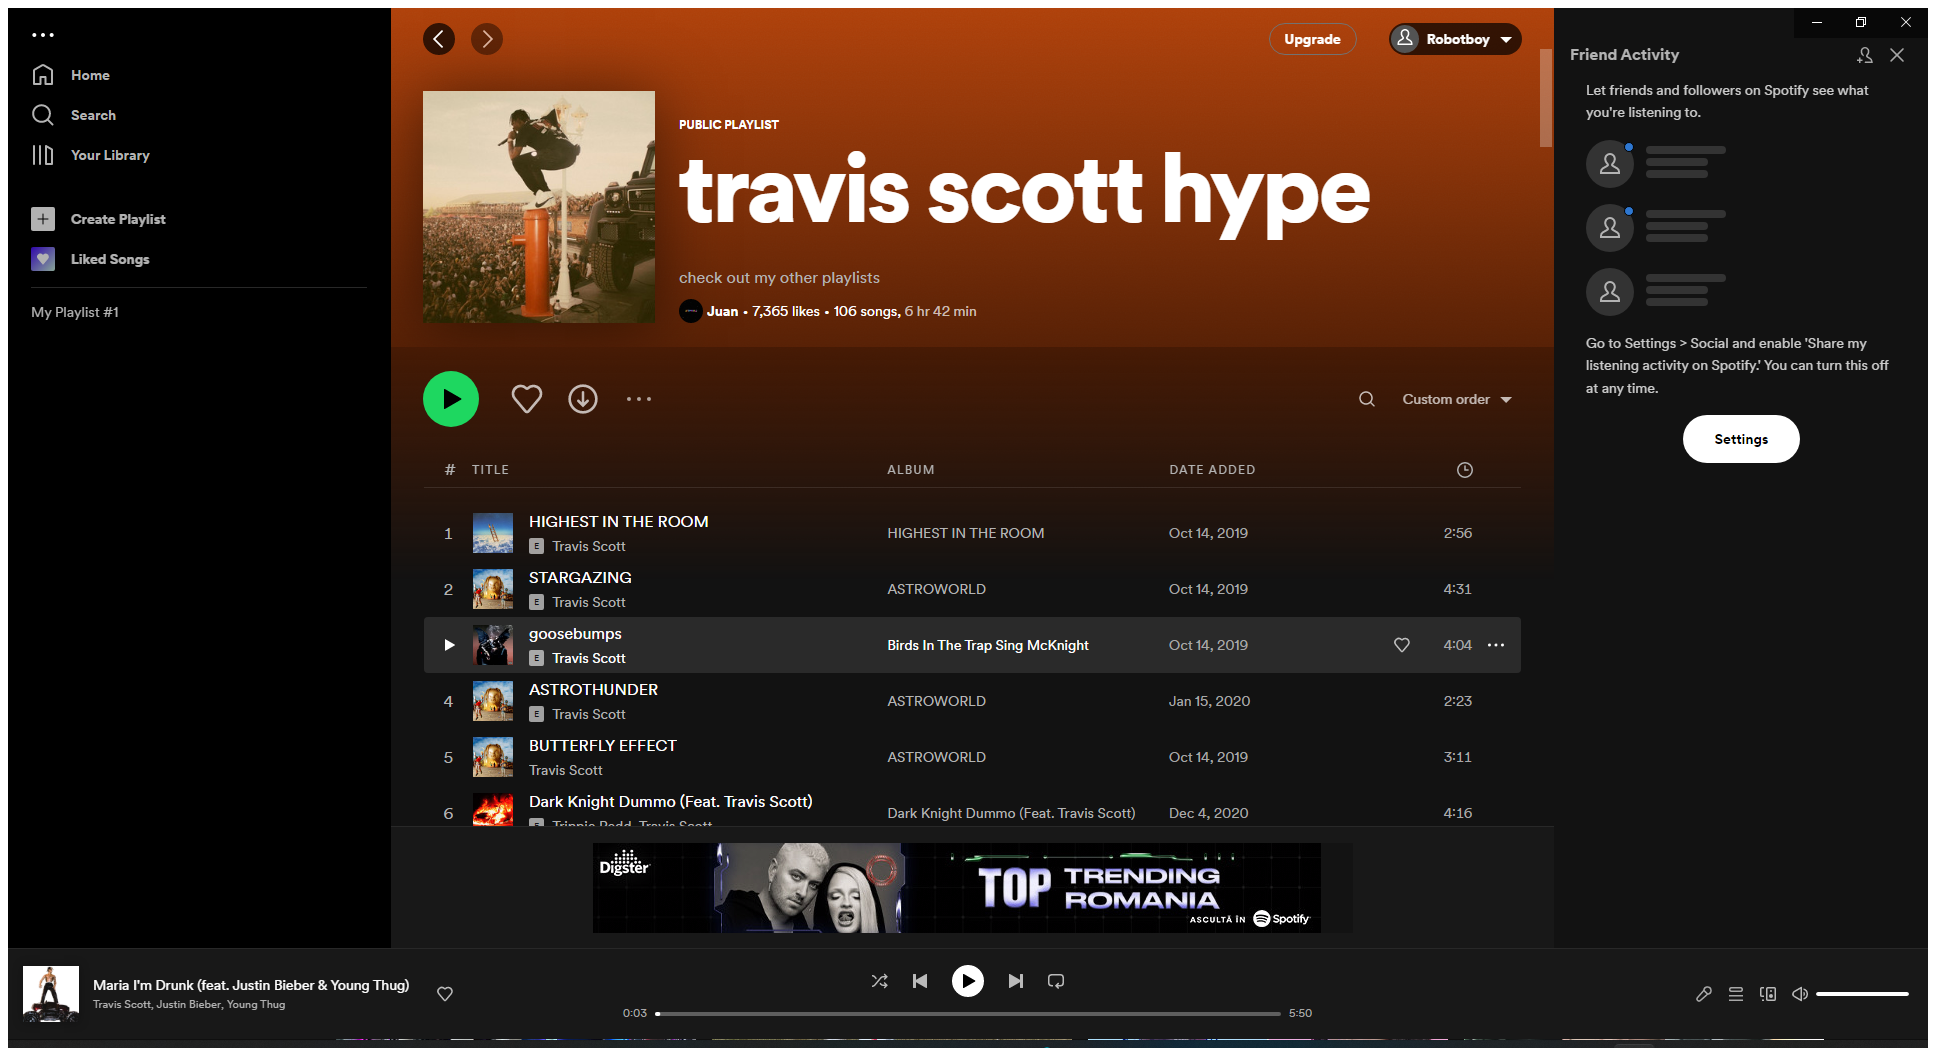 Home
Search
Your Library
Create Playlist
Liked Songs
My Playlist #1
Upgrade
Robotboy
PUBLIC PLAYLIST
travis scott hype
check out my other playlists
Juan • 7,365 likes • 106 songs, 6 hr 42 min
Custom order
# TITLE ALBUM DATE ADDED
1 HIGHEST IN THE ROOM HIGHEST IN THE ROOM Oct 14, 2019 2:56
E Travis Scott
2 STARGAZING ASTROWORLD Oct 14, 2019 4:31
E Travis Scott
goosebumps Birds In The Trap Sing McKnight Oct 14, 2019 4:04
E Travis Scott
4 ASTROTHUNDER ASTROWORLD Jan 15, 2020 2:23
E Travis Scott
5 BUTTERFLY EFFECT ASTROWORLD Oct 14, 2019 3:11
Travis Scott
6 Dark Knight Dummo (Feat. Travis Scott) Dark Knight Dummo (Feat. Travis Scott) Dec 4, 2020 4:16
E Trippie Redd, Travis Scott
Digster
TOP TRENDING
ROMANIA
ASCULTĂ ÎN Spotify
Friend Activity
Let friends and followers on Spotify see what
you're listening to.
Go to Settings > Social and enable 'Share my
listening activity on Spotify.' You can turn this off
at any time.
Settings
Maria I'm Drunk (feat. Justin Bieber & Young Thug)
Travis Scott, Justin Bieber, Young Thug
0:03 5:50